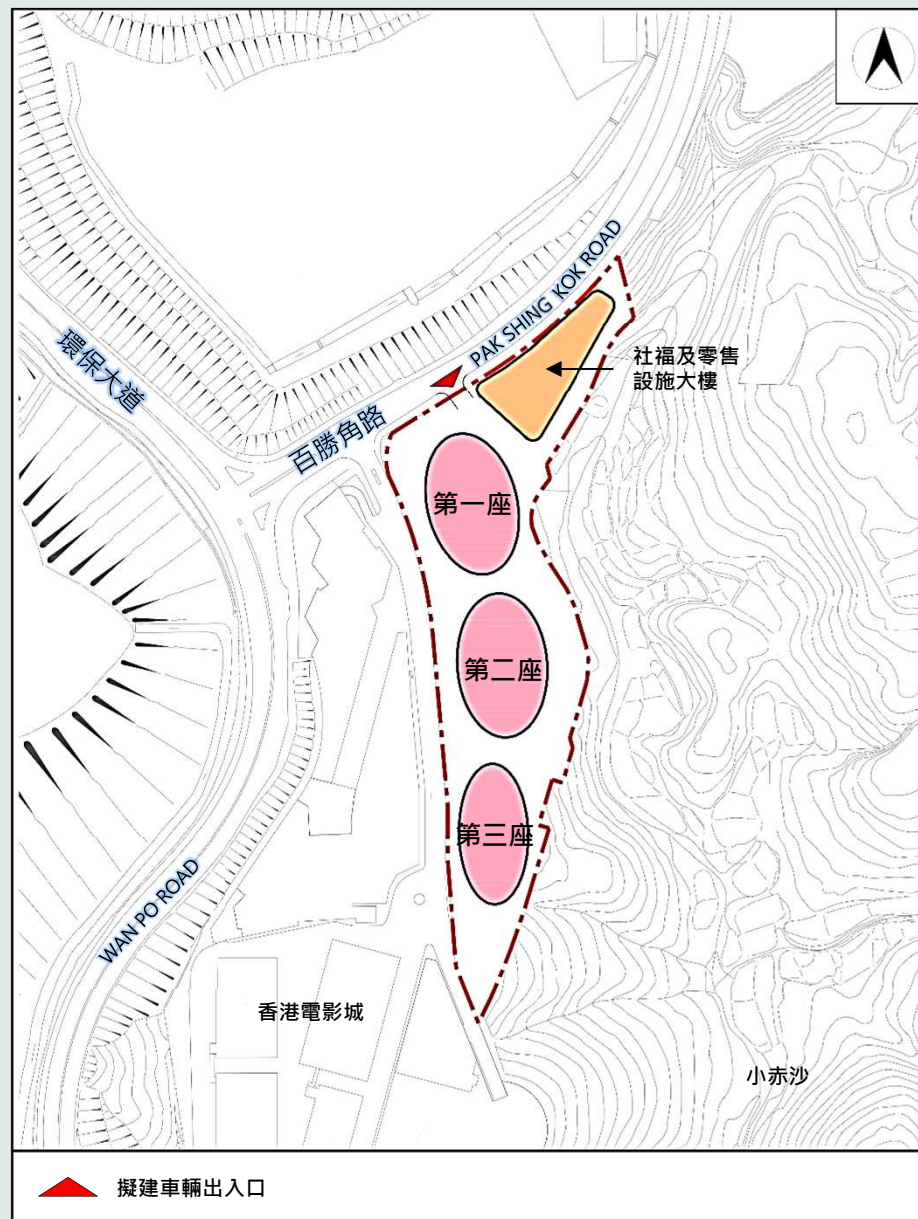 PAK SHING KOK ROAD
環保大道
百勝角路
社福及零售
設施大樓
第一座
第二座
第三座
WAN PO ROAD
香港電影城
小赤沙
擬建車輛出入口